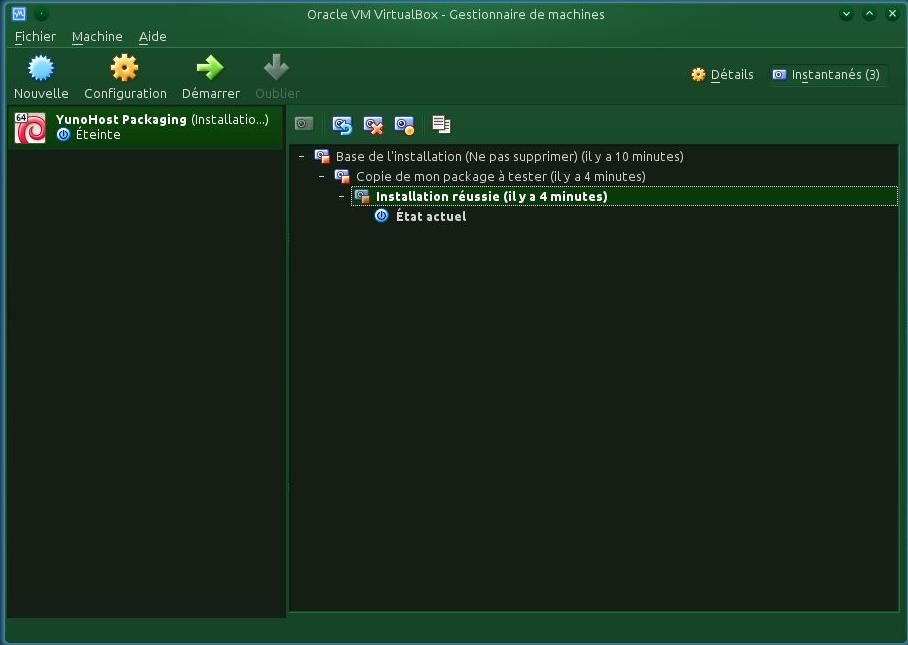 Oracle VM VirtualBox - Gestionnaire de machines
Fichier Machine Aide
Nouvelle Configuration Démarrer Oublier
Détails Instantanés (3)
64
YunoHost Packaging (Installatio...)
Éteinte
- Base de l'installation (Ne pas supprimer) (il y a 10 minutes)
- Copie de mon package à tester (il y a 4 minutes)
- Installation réussie (il y a 4 minutes)
État actuel